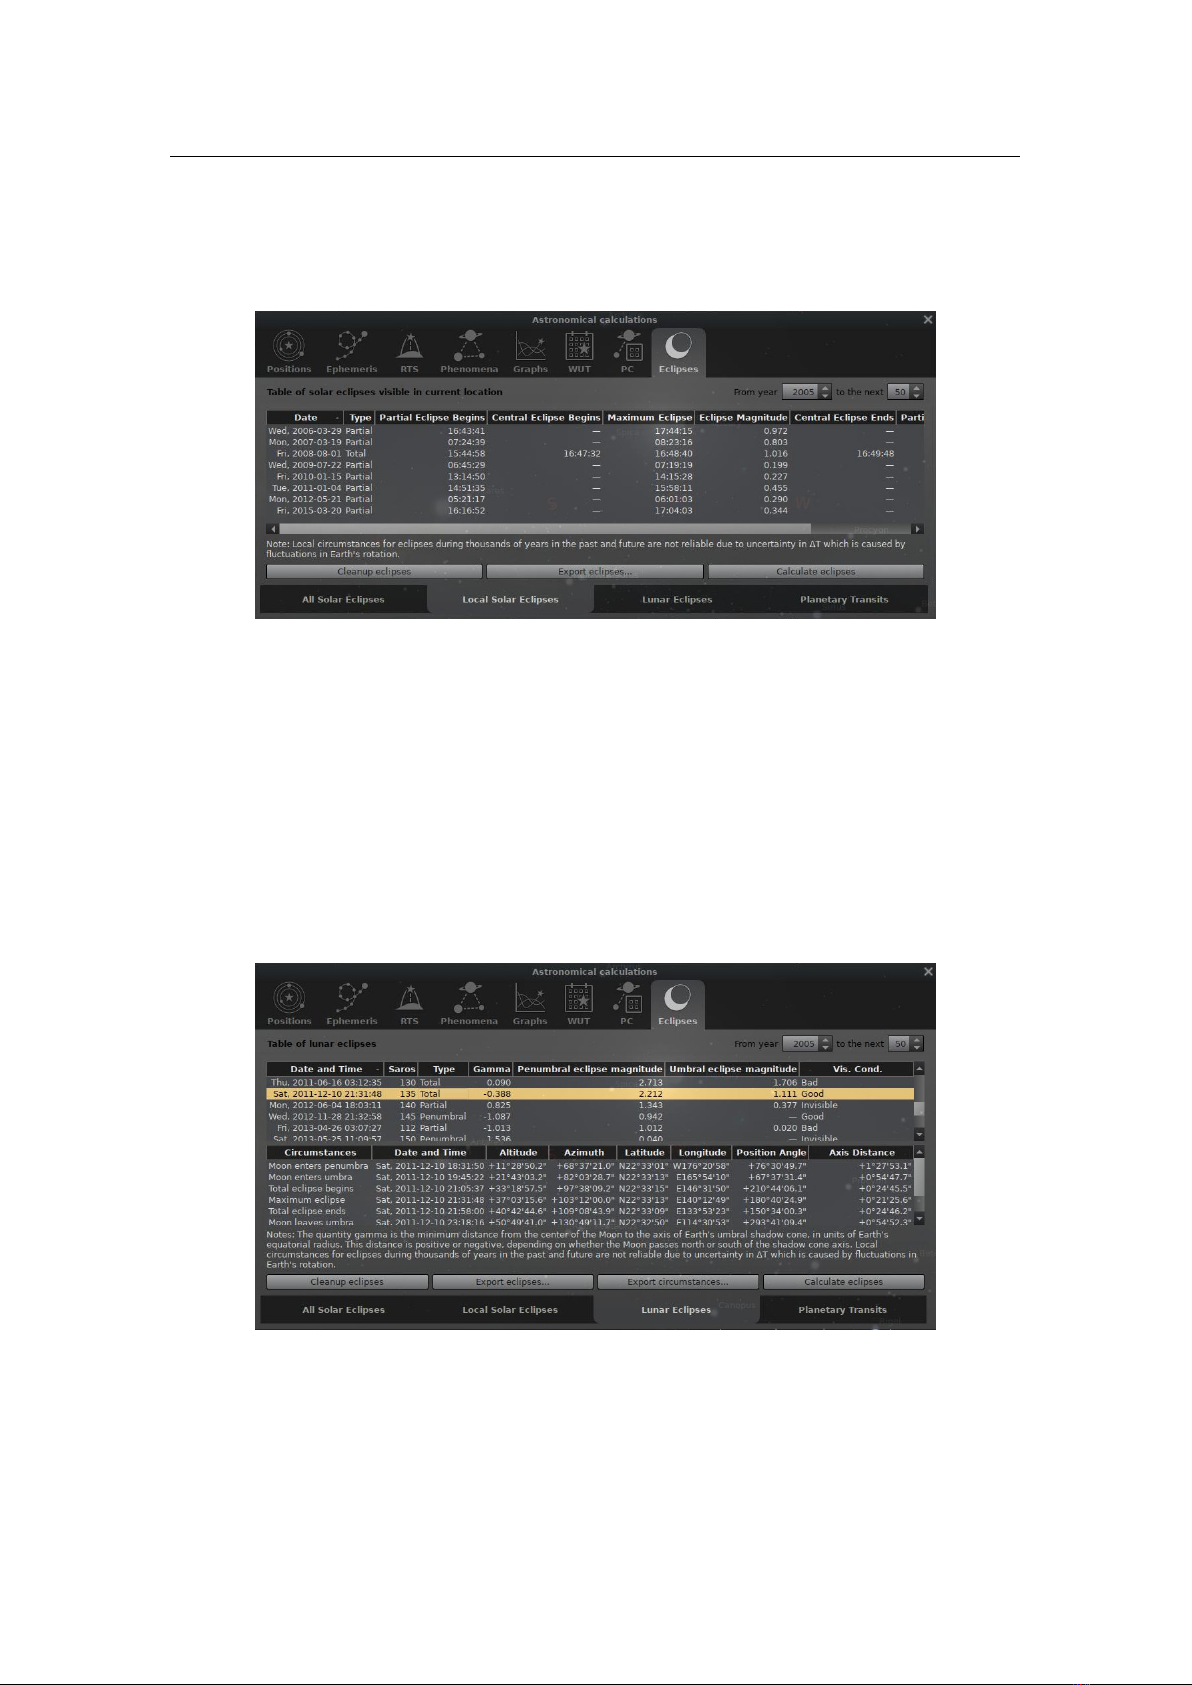 Astronomical calculations
Positions Ephemeris RTS Phenomena Graphs WUT PC Eclipses
Table of solar eclipses visible in current location From year 2005 to the next 50
Date Type Partial Eclipse Begins Central Eclipse Begins Maximum Eclipse Eclipse Magnitude Central Eclipse Ends Parti
Wed, 2006-03-29 Partial 16:43:41 — 17:44:15 0.972 —
Mon, 2007-03-19 Partial 07:24:39 — 08:23:16 0.803 —
Fri, 2008-08-01 Total 15:44:58 16:47:32 16:48:40 1.016 16:49:48
Wed, 2009-07-22 Partial 06:45:29 — 07:19:19 0.199 —
Fri, 2010-01-15 Partial 13:14:50 — 14:15:28 0.227 —
Tue, 2011-01-04 Partial 14:51:35 — 15:58:11 0.455 —
Mon, 2012-05-21 Partial 05:21:17 — 06:01:03 0.290 —
Fri, 2015-03-20 Partial 16:16:52 — 17:04:03 0.344 —
Note: Local circumstances for eclipses during thousands of years in the past and future are not reliable due to uncertainty in ΔT which is caused by
fluctuations in Earth's rotation.
Cleanup eclipses Export eclipses... Calculate eclipses
All Solar Eclipses Local Solar Eclipses Lunar Eclipses Planetary Transits
Astronomical calculations
Positions Ephemeris RTS Phenomena Graphs WUT PC Eclipses
Table of lunar eclipses From year 2005 to the next 50
Date and Time Saros Type Gamma Penumbral eclipse magnitude Umbral eclipse magnitude Vis. Cond.
Thu, 2011-06-16 03:12:35 130 Total 0.090 2.713 1.706 Bad
Sat, 2011-12-10 21:31:48 135 Total -0.388 2.212 1.111 Good
Mon, 2012-06-04 18:03:11 140 Partial 0.825 1.343 0.377 Invisible
Wed, 2012-11-28 21:32:58 145 Penumbral -1.087 0.942 — Good
Fri, 2013-04-26 03:07:27 112 Partial -1.013 1.012 0.020 Bad
Sat, 2013-05-25 11:09:57 150 Penumbral 1.536 0.040 — Invisible
Circumstances Date and Time Altitude Azimuth Latitude Longitude Position Angle Axis Distance
Moon enters penumbra Sat, 2011-12-10 18:31:50 +11°28'50.2" +68°37'21.0" N22°33'01" W176°20'58" +76°30'49.7" +1°27'53.1"
Moon enters umbra Sat, 2011-12-10 19:45:22 +21°43'03.2" +82°03'28.7" N22°33'13" E165°54'10" +67°37'31.4" +0°54'47.7"
Total eclipse begins Sat, 2011-12-10 21:05:37 +33°18'57.5" +97°38'09.2" N22°33'15" E146°31'50" +210°44'06.1" +0°24'45.5"
Maximum eclipse Sat, 2011-12-10 21:31:48 +37°03'15.6" +103°12'00.0" N22°33'13" E140°12'49" +180°40'24.9" +0°21'25.6"
Total eclipse ends Sat, 2011-12-10 21:58:00 +40°42'44.6" +109°08'43.9" N22°33'09" E133°53'23" +150°34'00.3" +0°24'46.2"
Moon leaves umbra Sat, 2011-12-10 23:18:16 +50°49'41.0" +130°49'11.7" N22°32'50" E114°30'53" +293°41'09.4" +0°54'52.3"
Notes: The quantity gamma is the minimum distance from the center of the Moon to the axis of Earth's umbral shadow cone, in units of Earth's
equatorial radius. This distance is positive or negative, depending on whether the Moon passes north or south of the shadow cone axis. Local
circumstances for eclipses during thousands of years in the past and future are not reliable due to uncertainty in ΔT which is caused by fluctuations in
Earth's rotation.
Cleanup eclipses Export eclipses... Export circumstances... Calculate eclipses
All Solar Eclipses Local Solar Eclipses Lunar Eclipses Planetary Transits